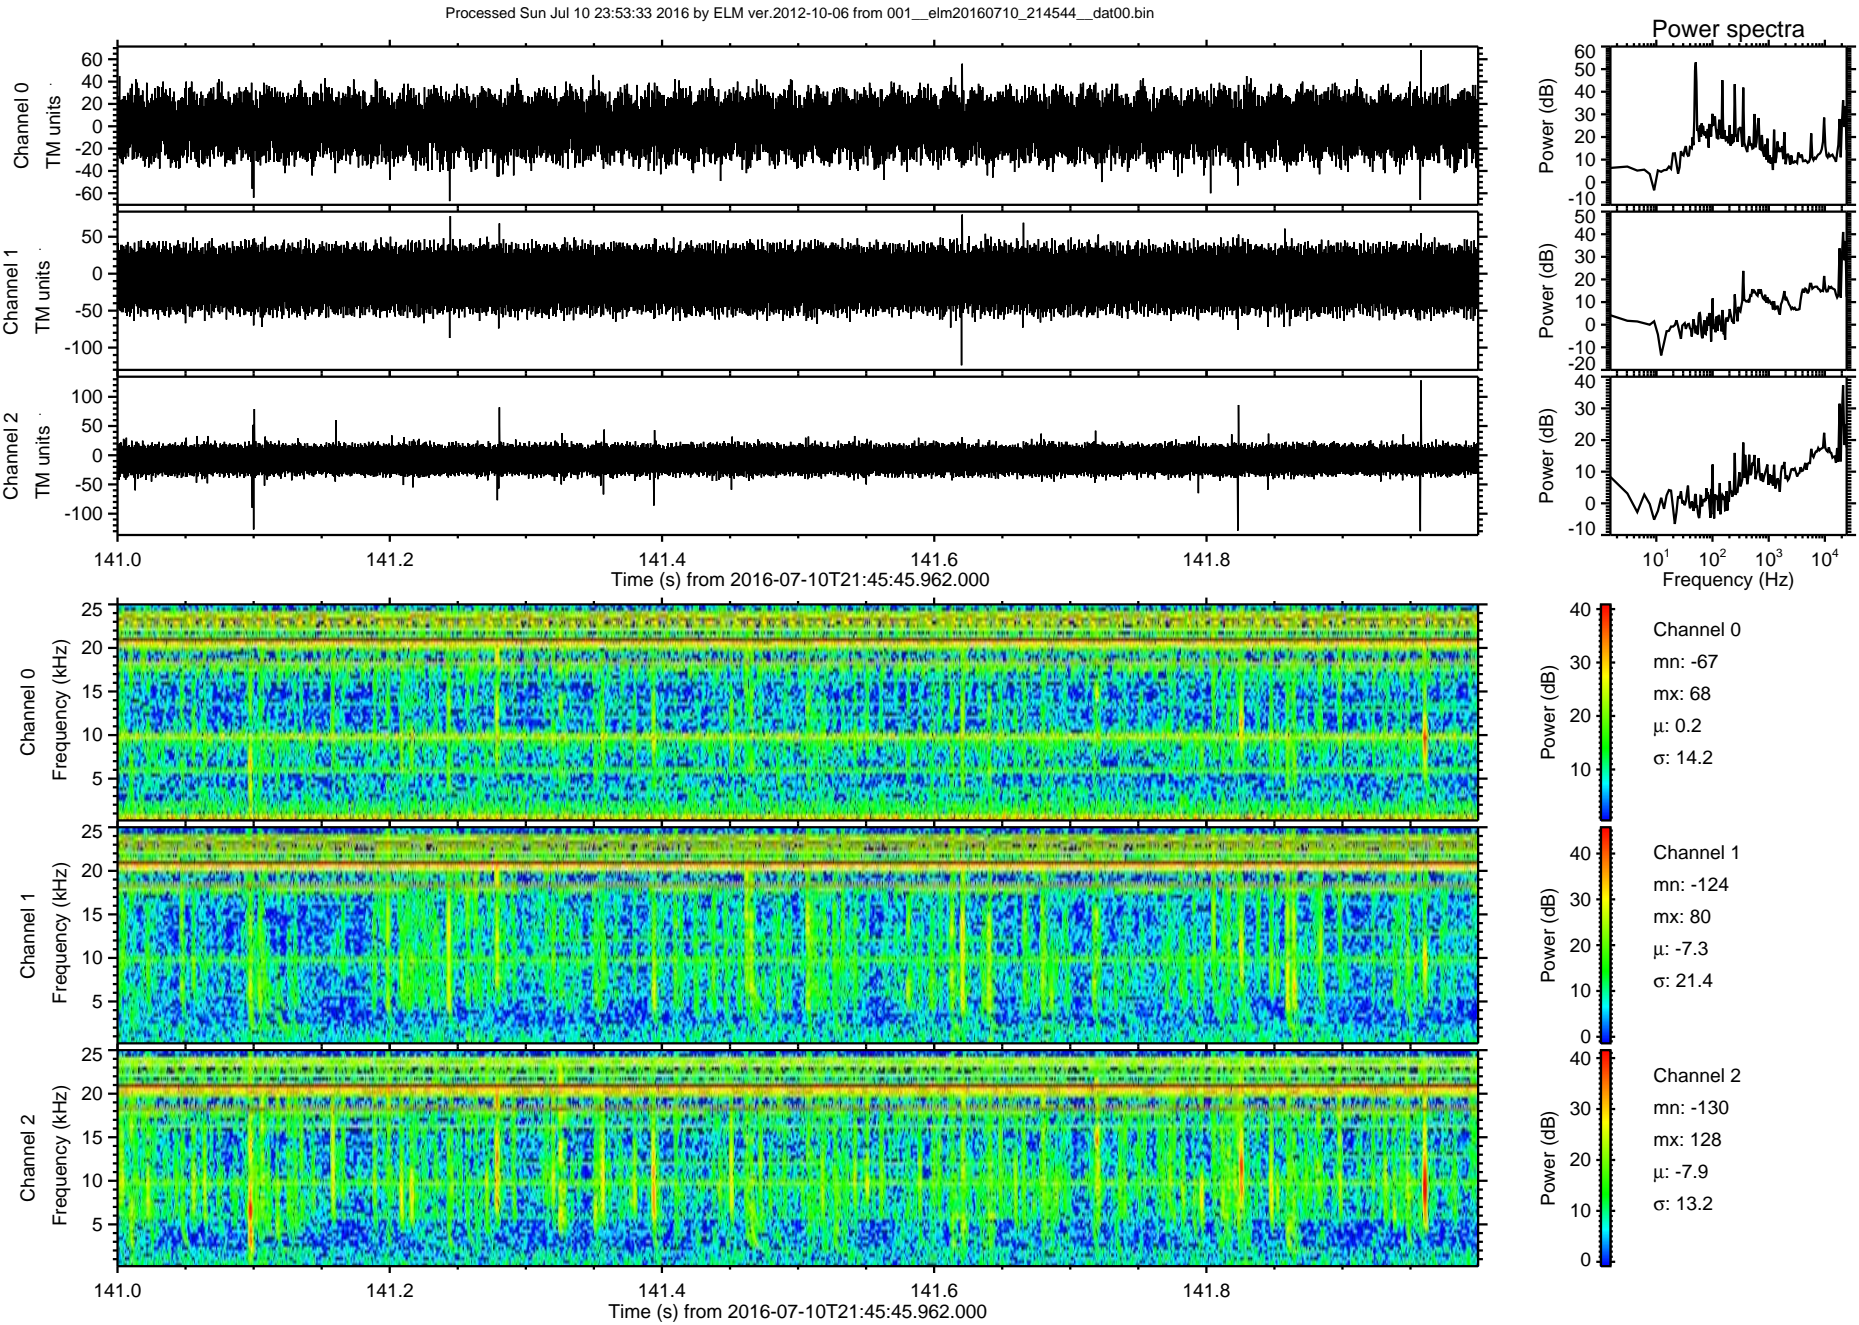 Processed Sun Jul 10 23:53:33 2016 by ELM ver.2012-10-06 from 001__elm20160710_214544__dat00.bin
Power spectra
Channel 0
TM units
60
40
20
0
-20
-40
-60
Power (dB)
60
50
40
30
20
10
0
-10
Channel 1
TM units
50
0
-50
-100
Power (dB)
50
40
30
20
10
0
-10
-20
Channel 2
TM units
100
50
0
-50
-100
Power (dB)
40
30
20
10
0
-10
141.0 141.2 141.4 141.6 141.8
Time (s) from 2016-07-10T21:45:45.962.000
10¹ 10² 10³ 10⁴
Frequency (Hz)
Channel 0
Frequency (kHz)
25
20
15
10
5
Power (dB)
40
30
20
10
Channel 0
mn: -67
mx: 68
μ: 0.2
σ: 14.2
Channel 1
Frequency (kHz)
25
20
15
10
5
Power (dB)
40
30
20
10
0
Channel 1
mn: -124
mx: 80
μ: -7.3
σ: 21.4
Channel 2
Frequency (kHz)
25
20
15
10
5
Power (dB)
40
30
20
10
0
Channel 2
mn: -130
mx: 128
μ: -7.9
σ: 13.2
141.0 141.2 141.4 141.6 141.8
Time (s) from 2016-07-10T21:45:45.962.000